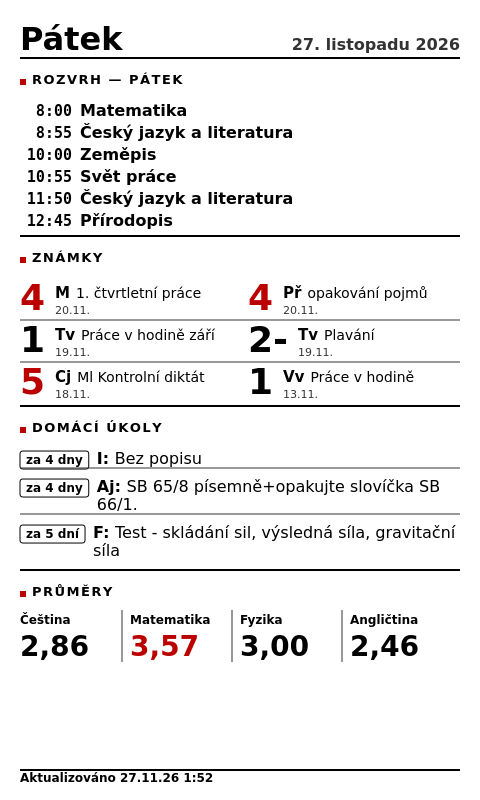 Pátek 27. listopadu 2026
ROZVRH — PÁTEK
8:00 Matematika
8:55 Český jazyk a literatura
10:00 Zeměpis
10:55 Svět práce
11:50 Český jazyk a literatura
12:45 Přírodopis
ZNÁMKY
4 M 1. čtvrtletní práce
20.11.
4 Př opakování pojmů
20.11.
1 Tv Práce v hodině září
19.11.
2- Tv Plavání
19.11.
5 Cj Ml Kontrolní diktát
18.11.
1 Vv Práce v hodině
13.11.
DOMÁCÍ ÚKOLY
za 4 dny I: Bez popisu
za 4 dny Aj: SB 65/8 písemně+opakujte slovíčka SB
66/1.
za 5 dní F: Test - skládání sil, výsledná síla, gravitační
síla
PRŮMĚRY
Čeština Matematika Fyzika Angličtina
2,86 3,57 3,00 2,46
Aktualizováno 27.11.26 1:52